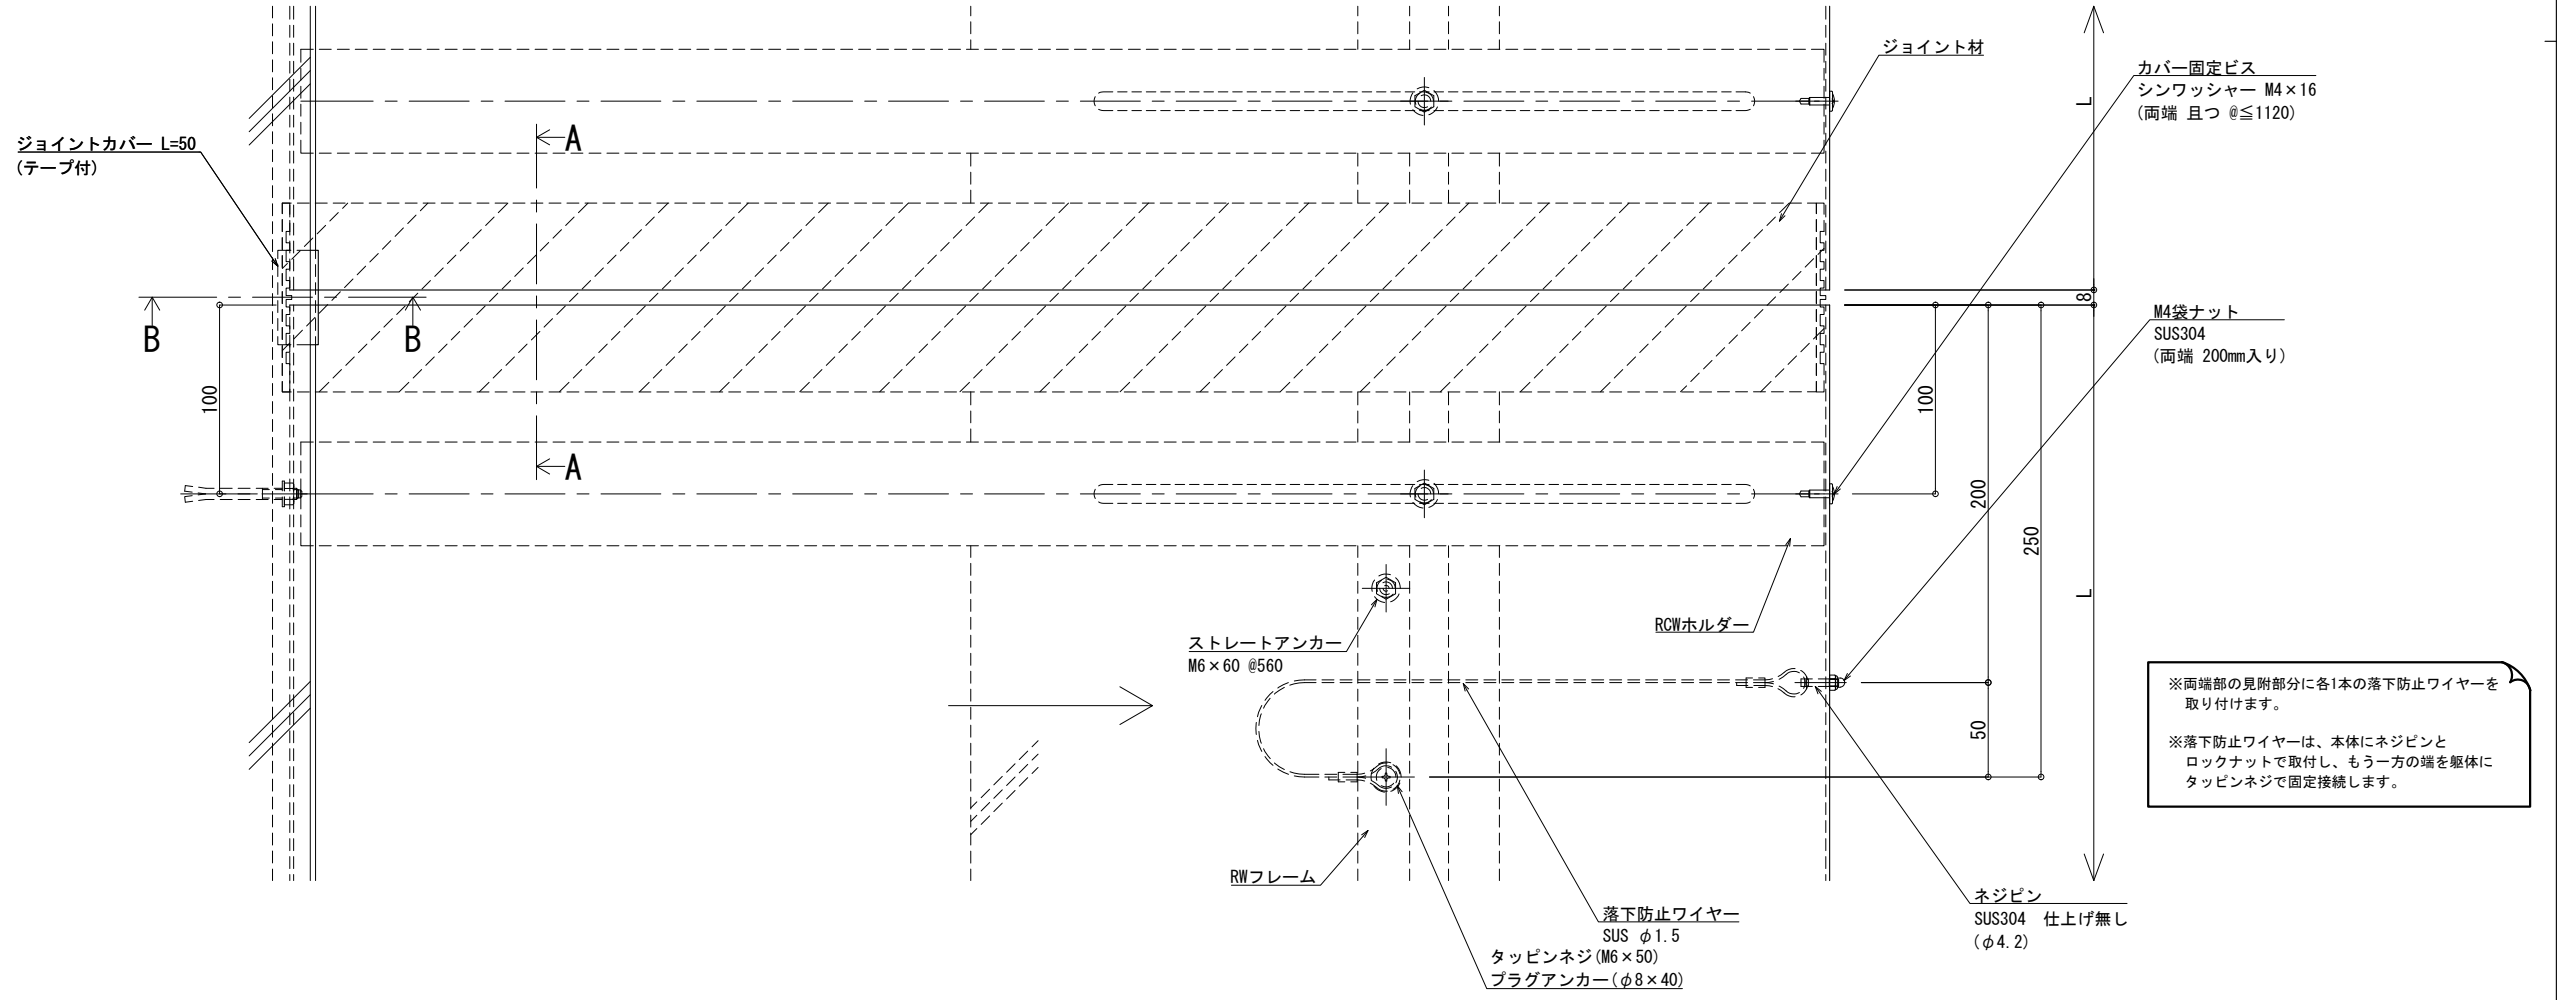 ジョイント材
カバー固定ビス
シンワッシャー M4×16
(両端 且つ @≦1120)
L
A
ジョイントカバー L=50
(テープ付)
8
M4袋ナット
SUS304
(両端 200mm入り)
B
B
100
100
A
200
250
L
ストレートアンカー
M6×60 @560
RCWホルダー
50
※両端部の見附部分に各1本の落下防止ワイヤーを
取り付けます。
※落下防止ワイヤーは、本体にネジピンと
ロックナットで取付し、もう一方の端を躯体に
タッピンネジで固定接続します。
RWフレーム
落下防止ワイヤー
SUS φ1.5
タッピンネジ(M6×50)
プラグアンカー(φ8×40)
ネジピン
SUS304 仕上げ無し
(φ4.2)